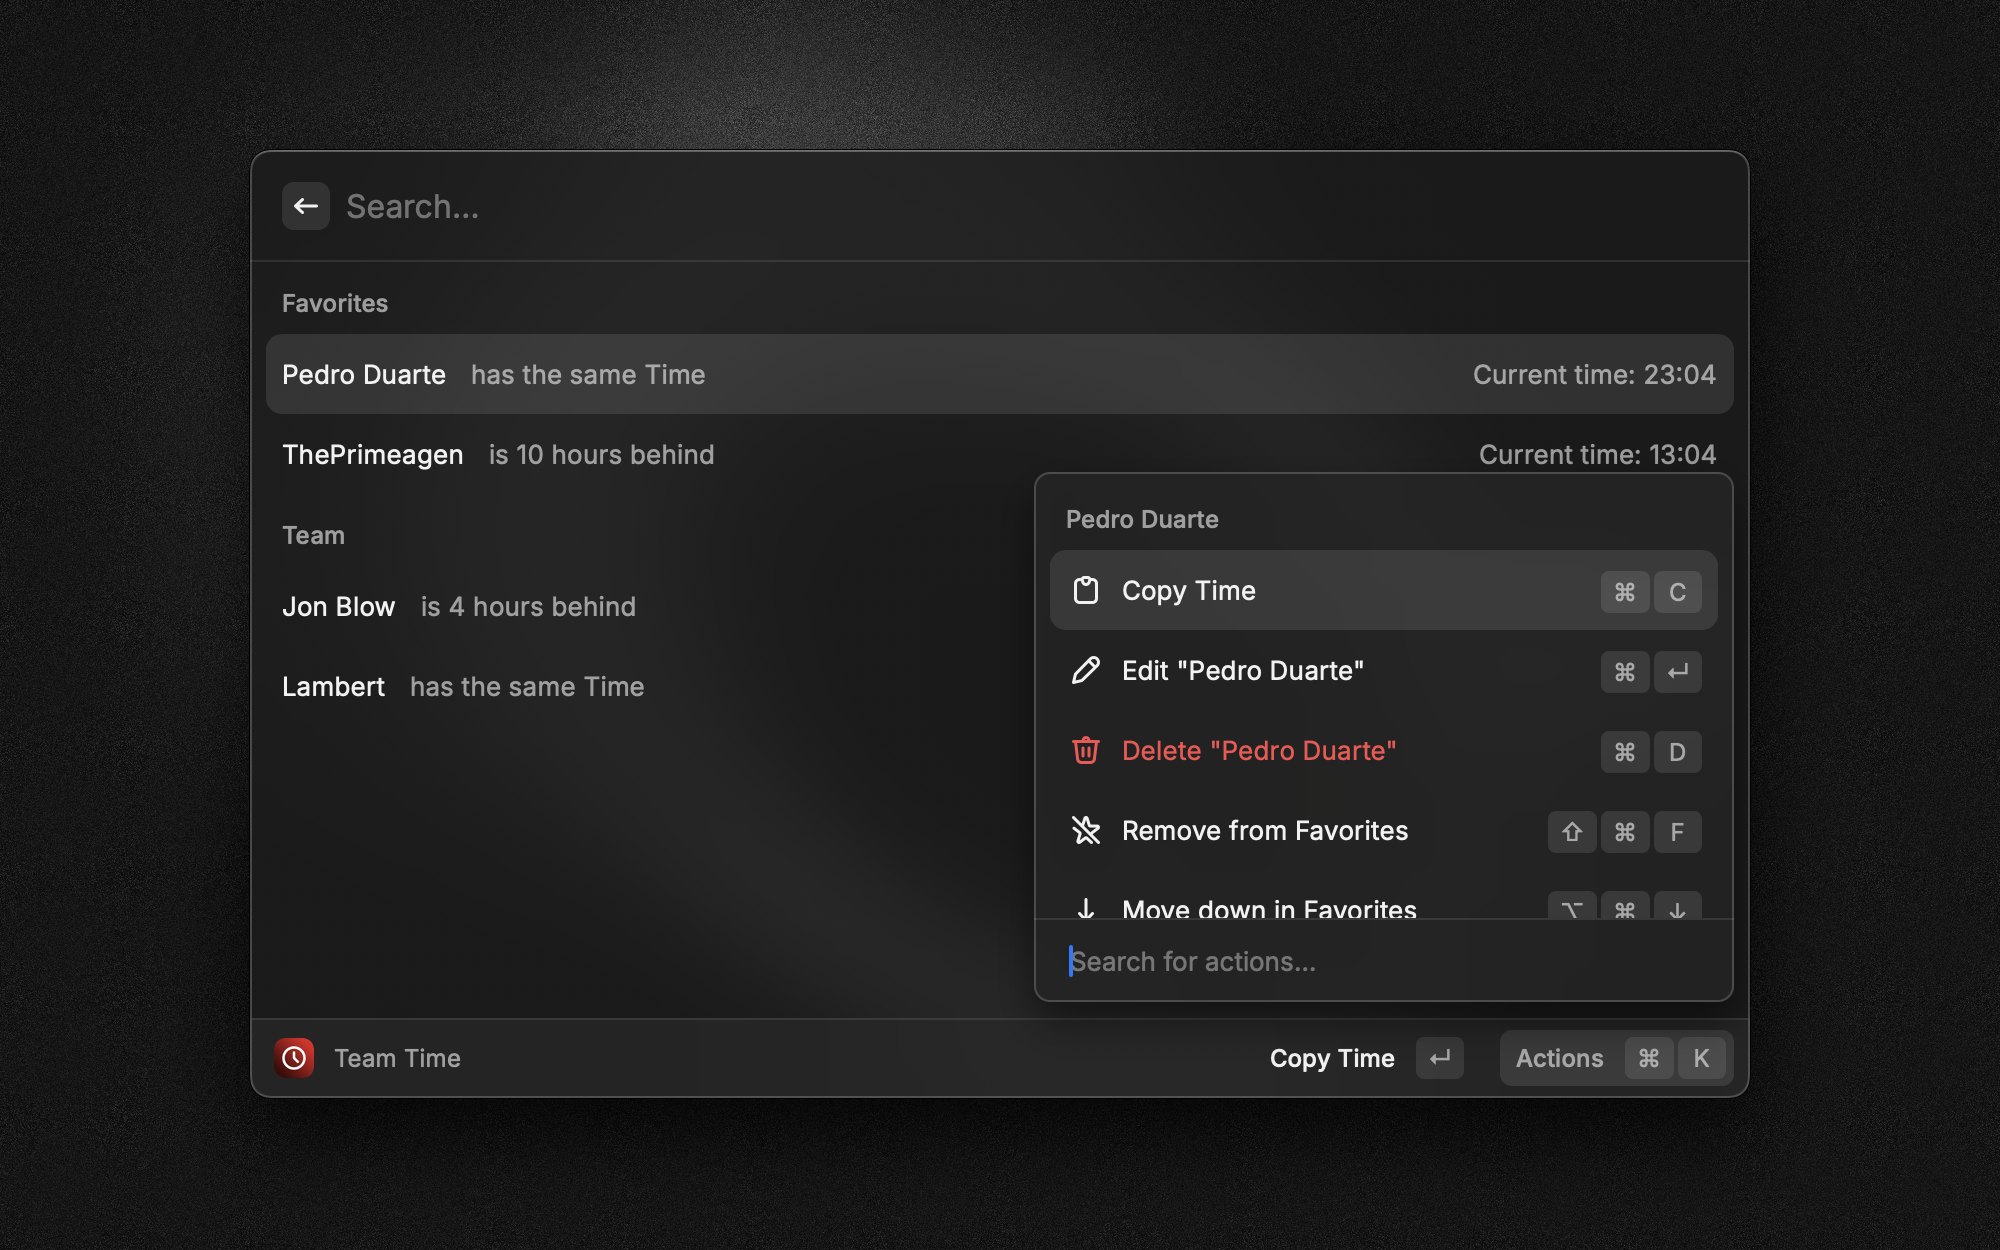 Search...
Favorites
Pedro Duarte has the same Time Current time: 23:04
ThePrimeagen is 10 hours behind Current time: 13:04
Team
Jon Blow is 4 hours behind
Lambert has the same Time
Pedro Duarte
Copy Time ⌘ C
Edit "Pedro Duarte" ⌘ ↵
Delete "Pedro Duarte" ⌘ D
Remove from Favorites ⇧ ⌘ F
Move down in Favorites ⌥ ⌘ ↓
Search for actions...
Team Time Copy Time ↵ Actions ⌘ K